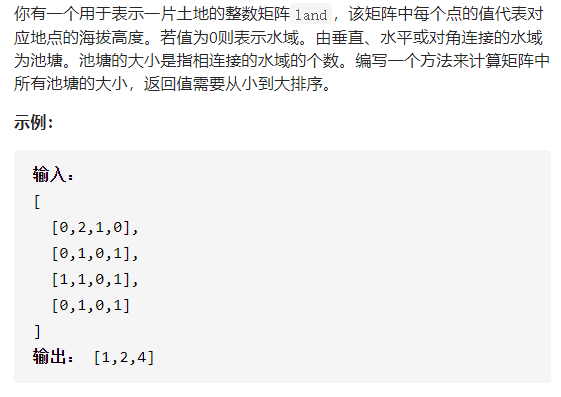 你有一个用于表示一片土地的整数矩阵land，该矩阵中每个点的值代表对
应地点的海拔高度。若值为0则表示水域。由垂直、水平或对角连接的水域
为池塘。池塘的大小是指相连接的水域的个数。编写一个方法来计算矩阵中
所有池塘的大小，返回值需要从小到大排序。
示例：
输入：
[
  [0,2,1,0],
  [0,1,0,1],
  [1,1,0,1],
  [0,1,0,1]
]
输出： [1,2,4]